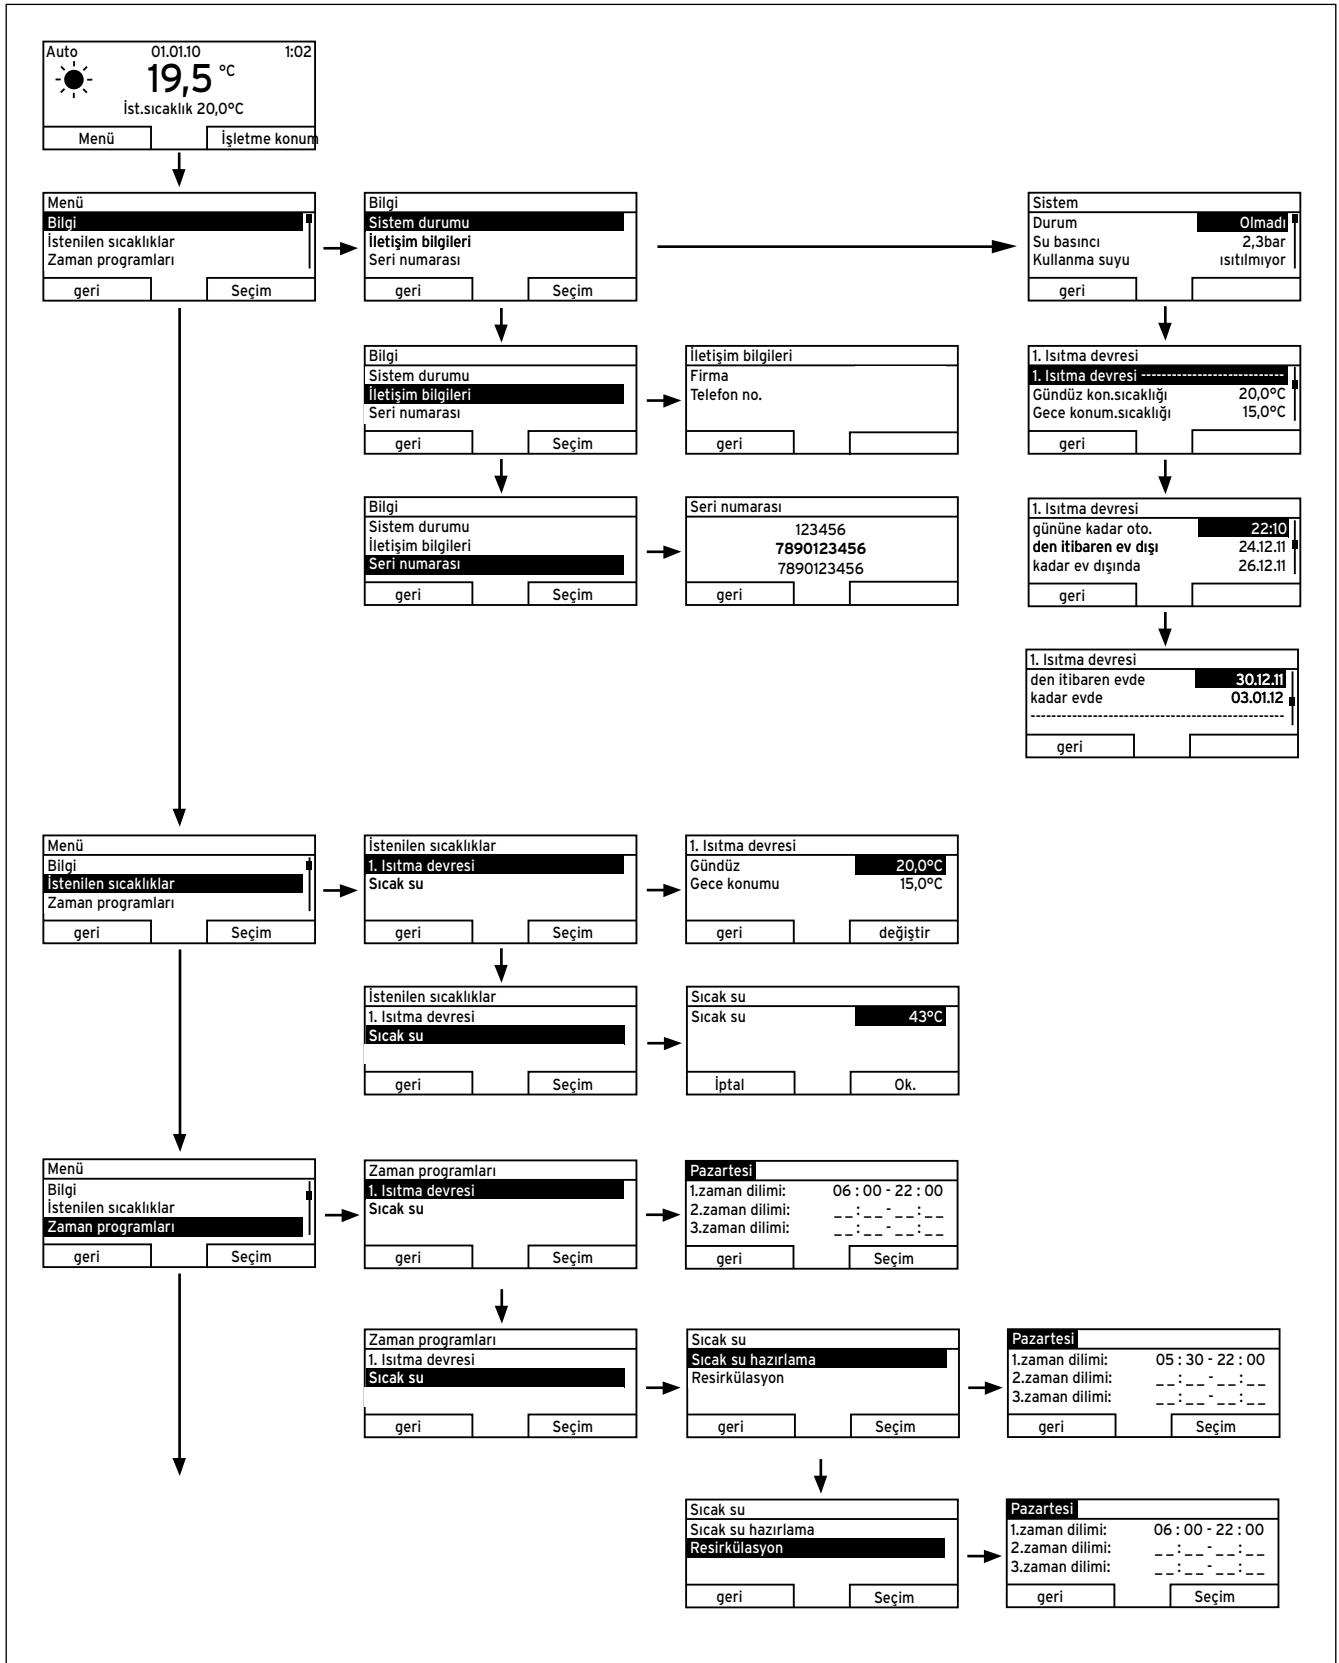 Auto 01.01.10 1:02
19,5 °C
İst.sıcaklık 20,0°C
Menü İşletme konum
Menü
Bilgi
İstenilen sıcaklıklar
Zaman programları
geri Seçim
Bilgi
Sistem durumu
İletişim bilgileri
Seri numarası
geri Seçim
Sistem
Durum Olmadı
Su basıncı 2,3bar
Kullanma suyu ısıtılmıyor
geri
Bilgi
Sistem durumu
İletişim bilgileri
Seri numarası
geri Seçim
İletişim bilgileri
Firma
Telefon no.
geri
1. Isıtma devresi
1. Isıtma devresi ----------------------------
Gündüz kon.sıcaklığı 20,0°C
Gece konum.sıcaklığı 15,0°C
geri
Bilgi
Sistem durumu
İletişim bilgileri
Seri numarası
geri Seçim
Seri numarası
123456
7890123456
7890123456
geri
1. Isıtma devresi
gününe kadar oto. 22:10
den itibaren ev dışı 24.12.11
kadar ev dışında 26.12.11
geri
1. Isıtma devresi
den itibaren evde 30.12.11
kadar evde 03.01.12
-------------------------------------------------
geri
Menü
Bilgi
İstenilen sıcaklıklar
Zaman programları
geri Seçim
İstenilen sıcaklıklar
1. Isıtma devresi
Sıcak su
geri Seçim
1. Isıtma devresi
Gündüz 20,0°C
Gece konumu 15,0°C
geri değiştir
İstenilen sıcaklıklar
1. Isıtma devresi
Sıcak su
geri Seçim
Sıcak su
Sıcak su 43°C
İptal Ok.
Menü
Bilgi
İstenilen sıcaklıklar
Zaman programları
geri Seçim
Zaman programları
1. Isıtma devresi
Sıcak su
geri Seçim
Pazartesi
1.zaman dilimi: 06 : 00 - 22 : 00
2.zaman dilimi: _ _ : _ _ - _ _ : _ _
3.zaman dilimi: _ _ : _ _ - _ _ : _ _
geri Seçim
Zaman programları
1. Isıtma devresi
Sıcak su
geri Seçim
Sıcak su
Sıcak su hazırlama
Resirkülasyon
geri Seçim
Pazartesi
1.zaman dilimi: 05 : 30 - 22 : 00
2.zaman dilimi: _ _ : _ _ - _ _ : _ _
3.zaman dilimi: _ _ : _ _ - _ _ : _ _
geri Seçim
Sıcak su
Sıcak su hazırlama
Resirkülasyon
geri Seçim
Pazartesi
1.zaman dilimi: 06 : 00 - 22 : 00
2.zaman dilimi: _ _ : _ _ - _ _ : _ _
3.zaman dilimi: _ _ : _ _ - _ _ : _ _
geri Seçim